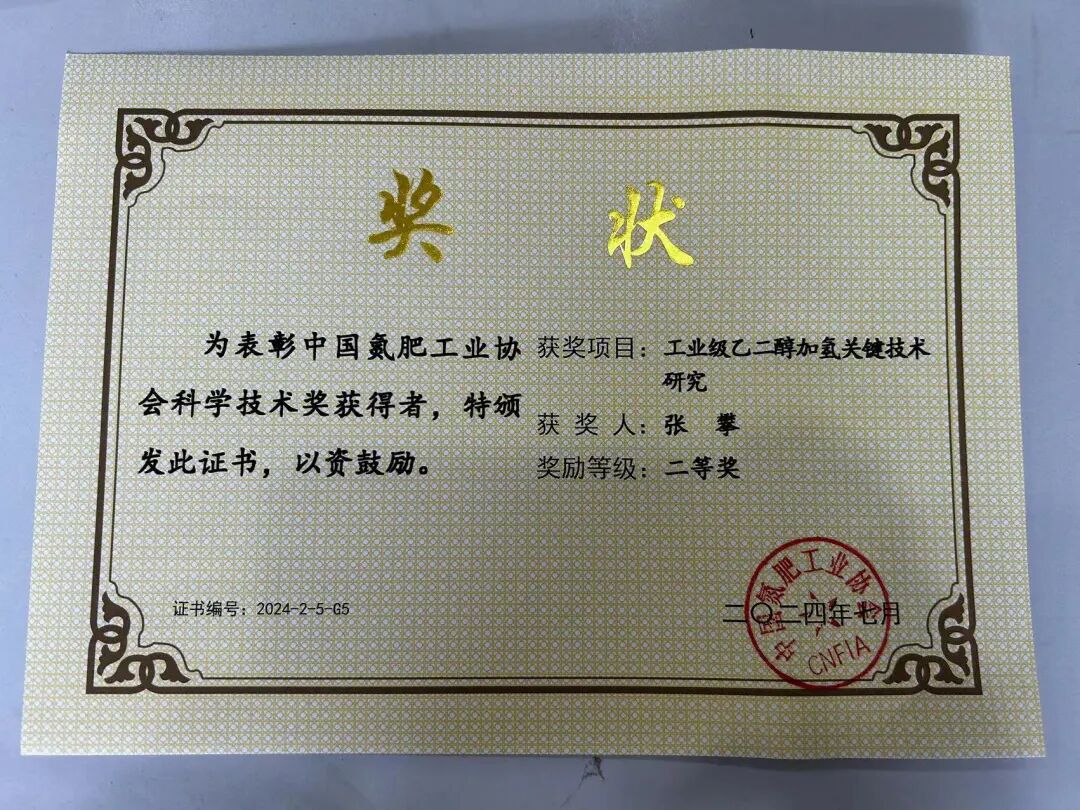 奖 状
为表彰中国氮肥工业协
会科学技术奖获得者，特颁
发此证书，以资鼓励。
获奖项目：工业级乙二醇加氢关键技术
研究
获 奖 人：张 攀
奖励等级：二等奖
证书编号：2024-2-5-G5
二〇二四年七月
中国氮肥工业协会
CNFIA